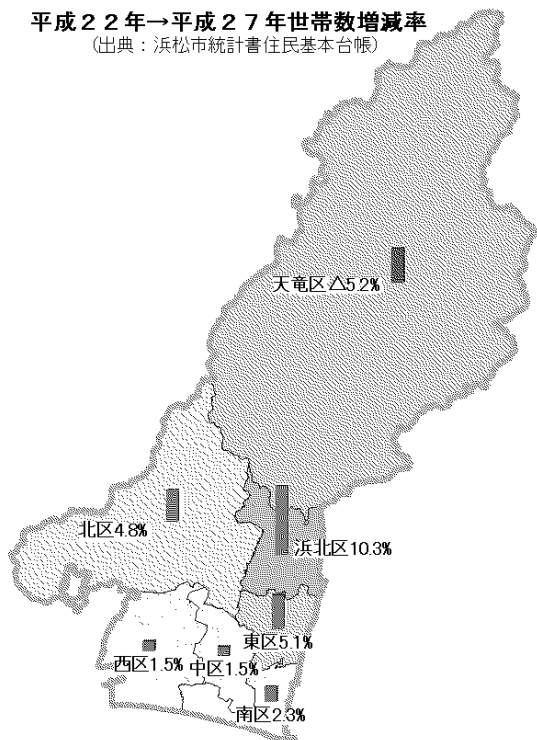 平成２２年→平成２７年世帯数増減率
(出典：浜松市統計書住民基本台帳)
天竜区△5.2%
北区4.8%
浜北区10.3%
東区5.1%
西区1.5%
中区1.5%
南区2.3%